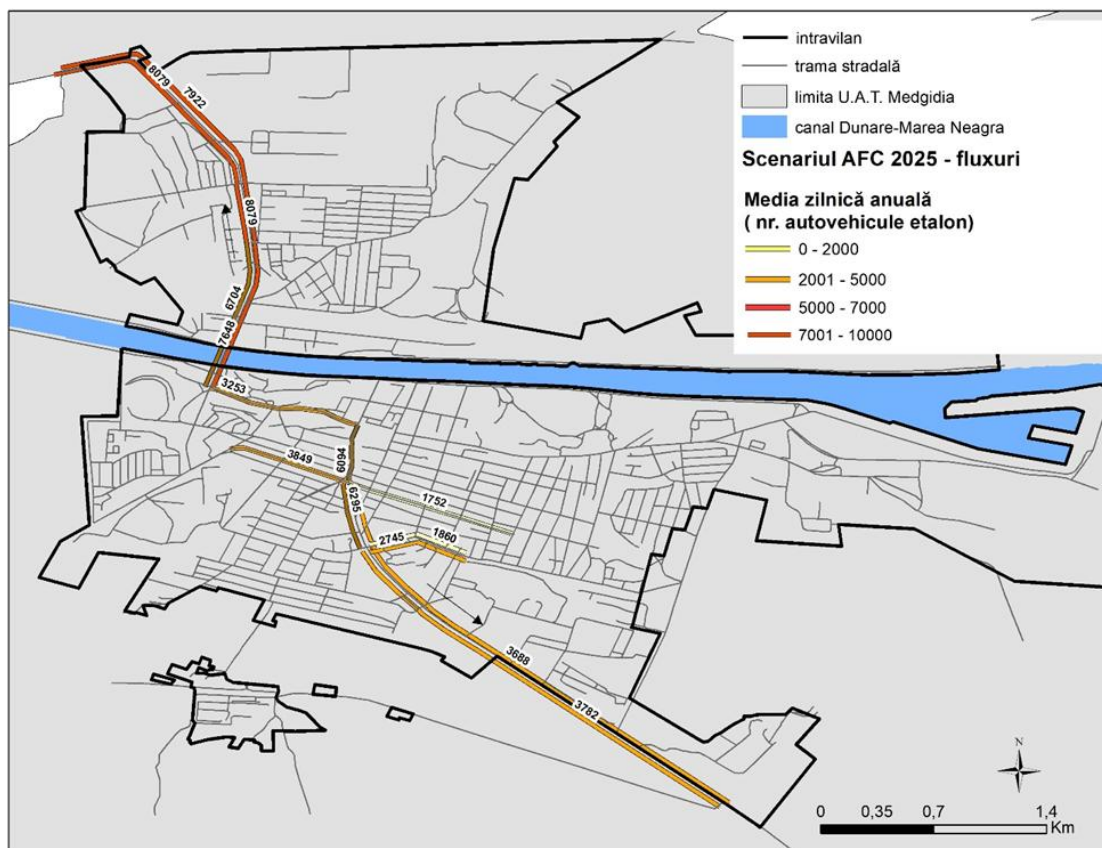 intravilan
trama stradală
limita U.A.T. Medgidia
canal Dunare-Marea Neagra
Scenariul AFC 2025 - fluxuri
Media zilnică anuală
( nr. autovehicule etalon)
0 - 2000
2001 - 5000
5000 - 7000
7001 - 10000
8079
7922
8079
6704
7648
3253
3849
6094
6295
1752
2745
1860
3688
3782
N
0 0,35 0,7 1,4
Km